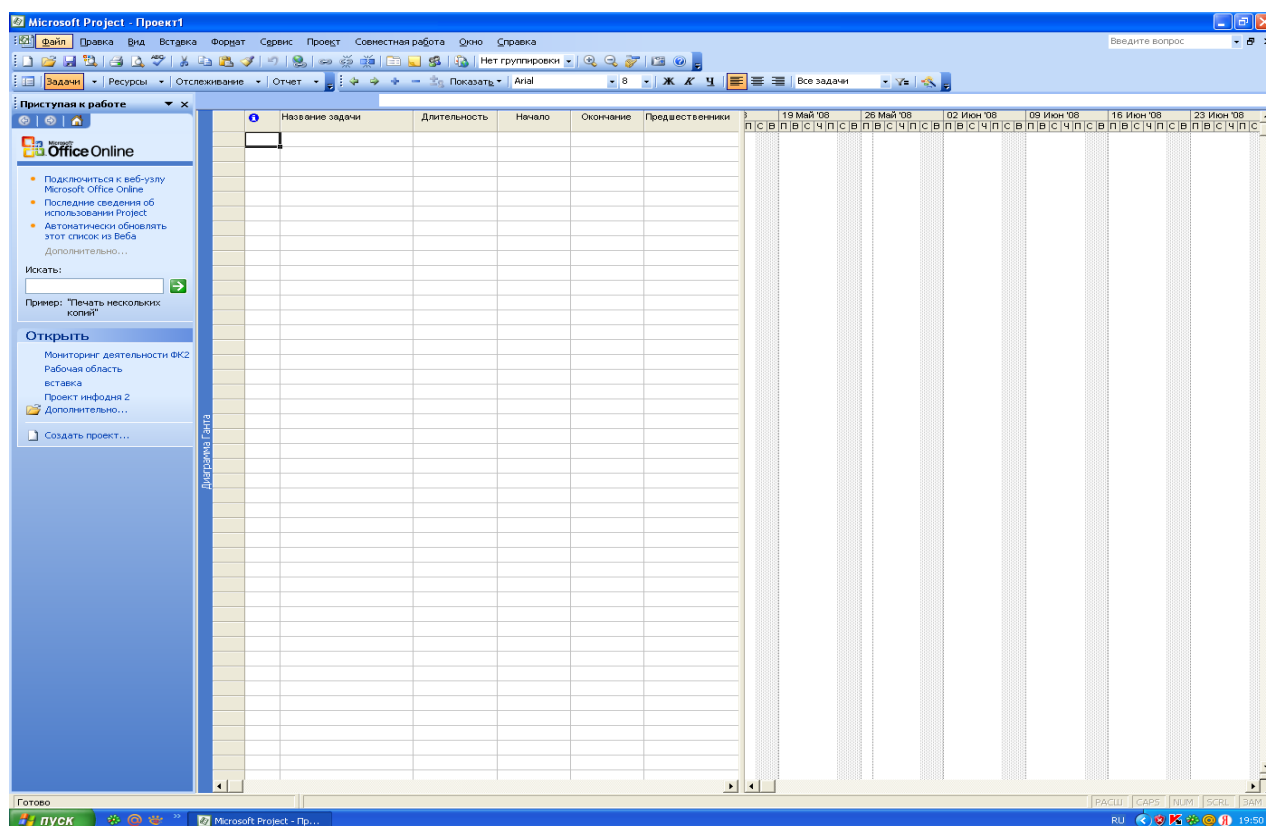 Microsoft Project - Проект1
Файл Правка Вид Вставка Формат Сервис Проект Совместная работа Окно Справка
Введите вопрос
Нет группировки
Задачи Ресурсы Отслеживание Отчет Показать Arial 8 Ж К Ч Все задачи
Приступая к работе
Название задачи Длительность Начало Окончание Предшественники
19 Май '08 26 Май '08 02 Июн '08 09 Июн '08 16 Июн '08 23 Июн '08
П С В П В С Ч П С В П В С Ч П С В П В С Ч П С В П В С Ч П С В П В С Ч П С В П В С Ч П С
Microsoft
Office Online
Подключиться к веб-узлу
Microsoft Office Online
Последние сведения об
использовании Project
Автоматически обновлять
этот список из Веба
Дополнительно...
Искать:
Пример: "Печать нескольких
копий"
Открыть
Мониторинг деятельности ФК2
Рабочая область
вставка
Проект инфодня 2
Дополнительно...
Создать проект...
Диаграмма Ганта
Готово
РАСШ CAPS NUM SCRL ЗАМ
пуск
Microsoft Project - Пр...
RU
19:50